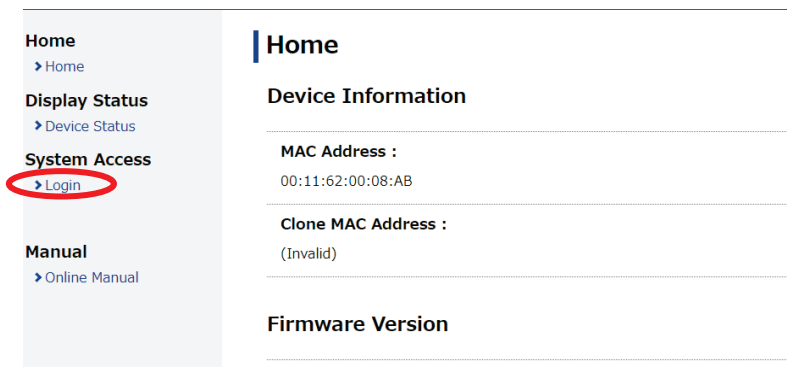 Home
Home
Display Status
Device Status
System Access
Login
Manual
Online Manual
Home
Device Information
MAC Address :
00:11:62:00:08:AB
Clone MAC Address :
(Invalid)
Firmware Version